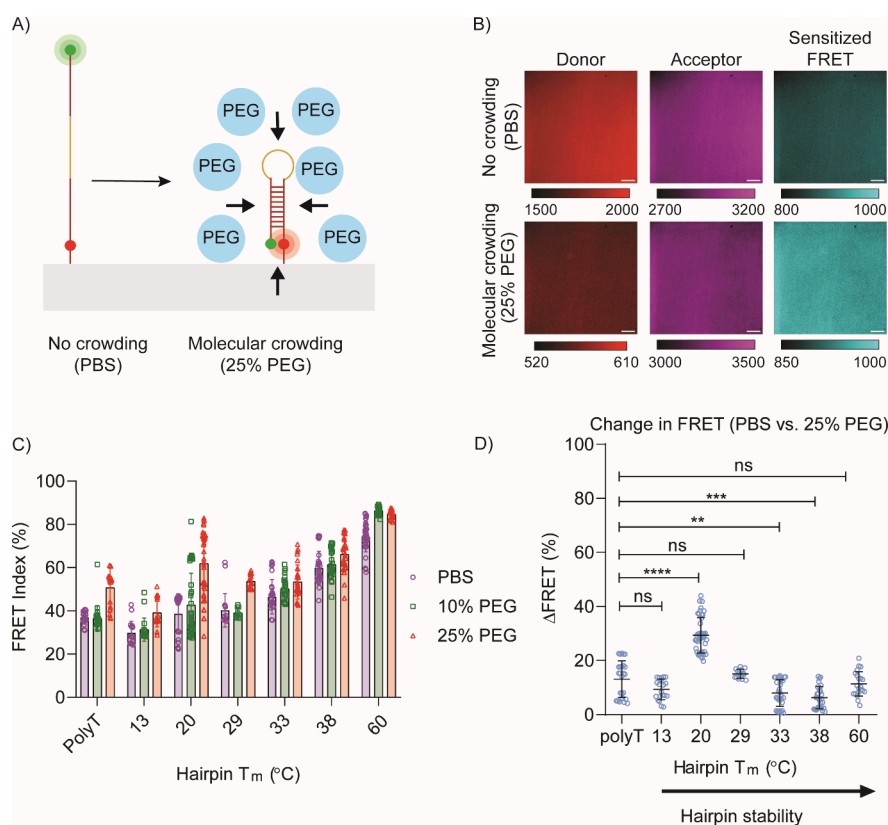 A)
PEG
PEG
PEG
PEG
PEG
PEG
No crowding
(PBS)
Molecular crowding
(25% PEG)
B)
Donor
Acceptor
Sensitized
FRET
No crowding
(PBS)
1500
2000
2700
3200
800
1000
Molecular crowding
(25% PEG)
520
610
3000
3500
850
1000
C)
FRET Index (%)
100
80
60
40
20
0
PolyT
13
20
29
33
38
60
Hairpin Tm (°C)
PBS
10% PEG
25% PEG
D)
Change in FRET (PBS vs. 25% PEG)
ΔFRET (%)
100
80
60
40
20
0
ns
***
**
ns
****
ns
polyT
13
20
29
33
38
60
Hairpin Tm (°C)
Hairpin stability